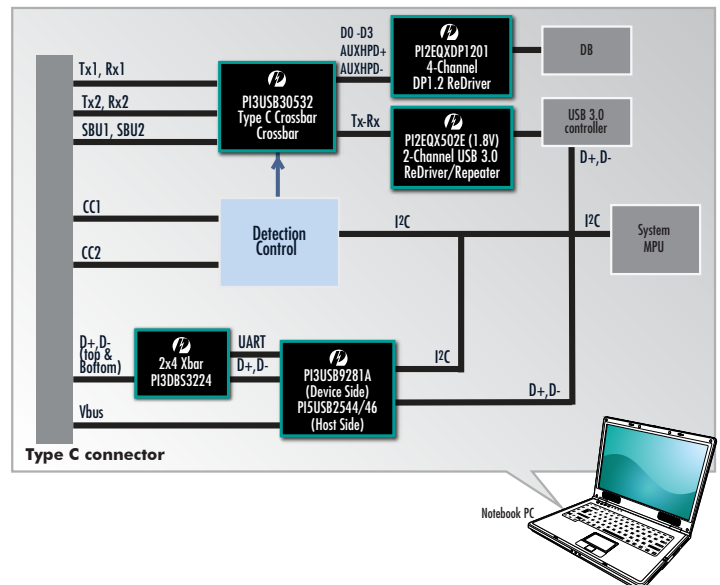 D0 -D3
AUXHPD+
AUXHPD-
PI2EQXDP1201
4-Channel
DP1.2 ReDriver
DB
Tx1, Rx1
Tx2, Rx2
SBU1, SBU2
PI3USB30532
Type C Crossbar
Crossbar
Tx-Rx
PI2EQX502E (1.8V)
2-Channel USB 3.0
ReDriver/Repeater
USB 3.0
controller
D+,D-
CC1
CC2
Detection
Control
I2C
I2C
System
MPU
D+,D-
(top &
Bottom)
2x4 Xbar
PI3DBS3224
UART
D+,D-
PI3USB9281A
(Device Side)
PI5USB2544/46
(Host Side)
I2C
D+,D-
Vbus
Type C connector
Notebook PC